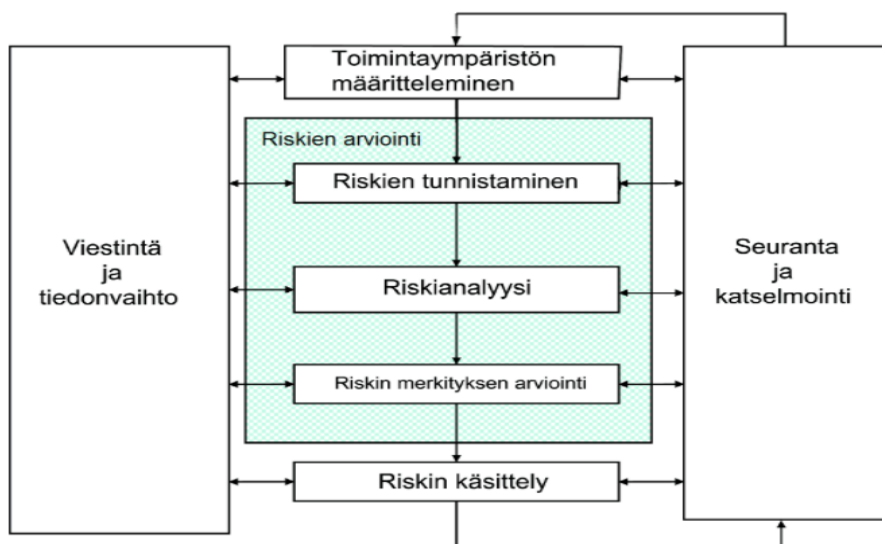 Toimintaympäristön
määritteleminen
Riskien arviointi
Riskien tunnistaminen
Viestintä
ja
tiedonvaihto
Riskianalyysi
Seuranta
ja
katselmointi
Riskin merkityksen arviointi
Riskin käsittely